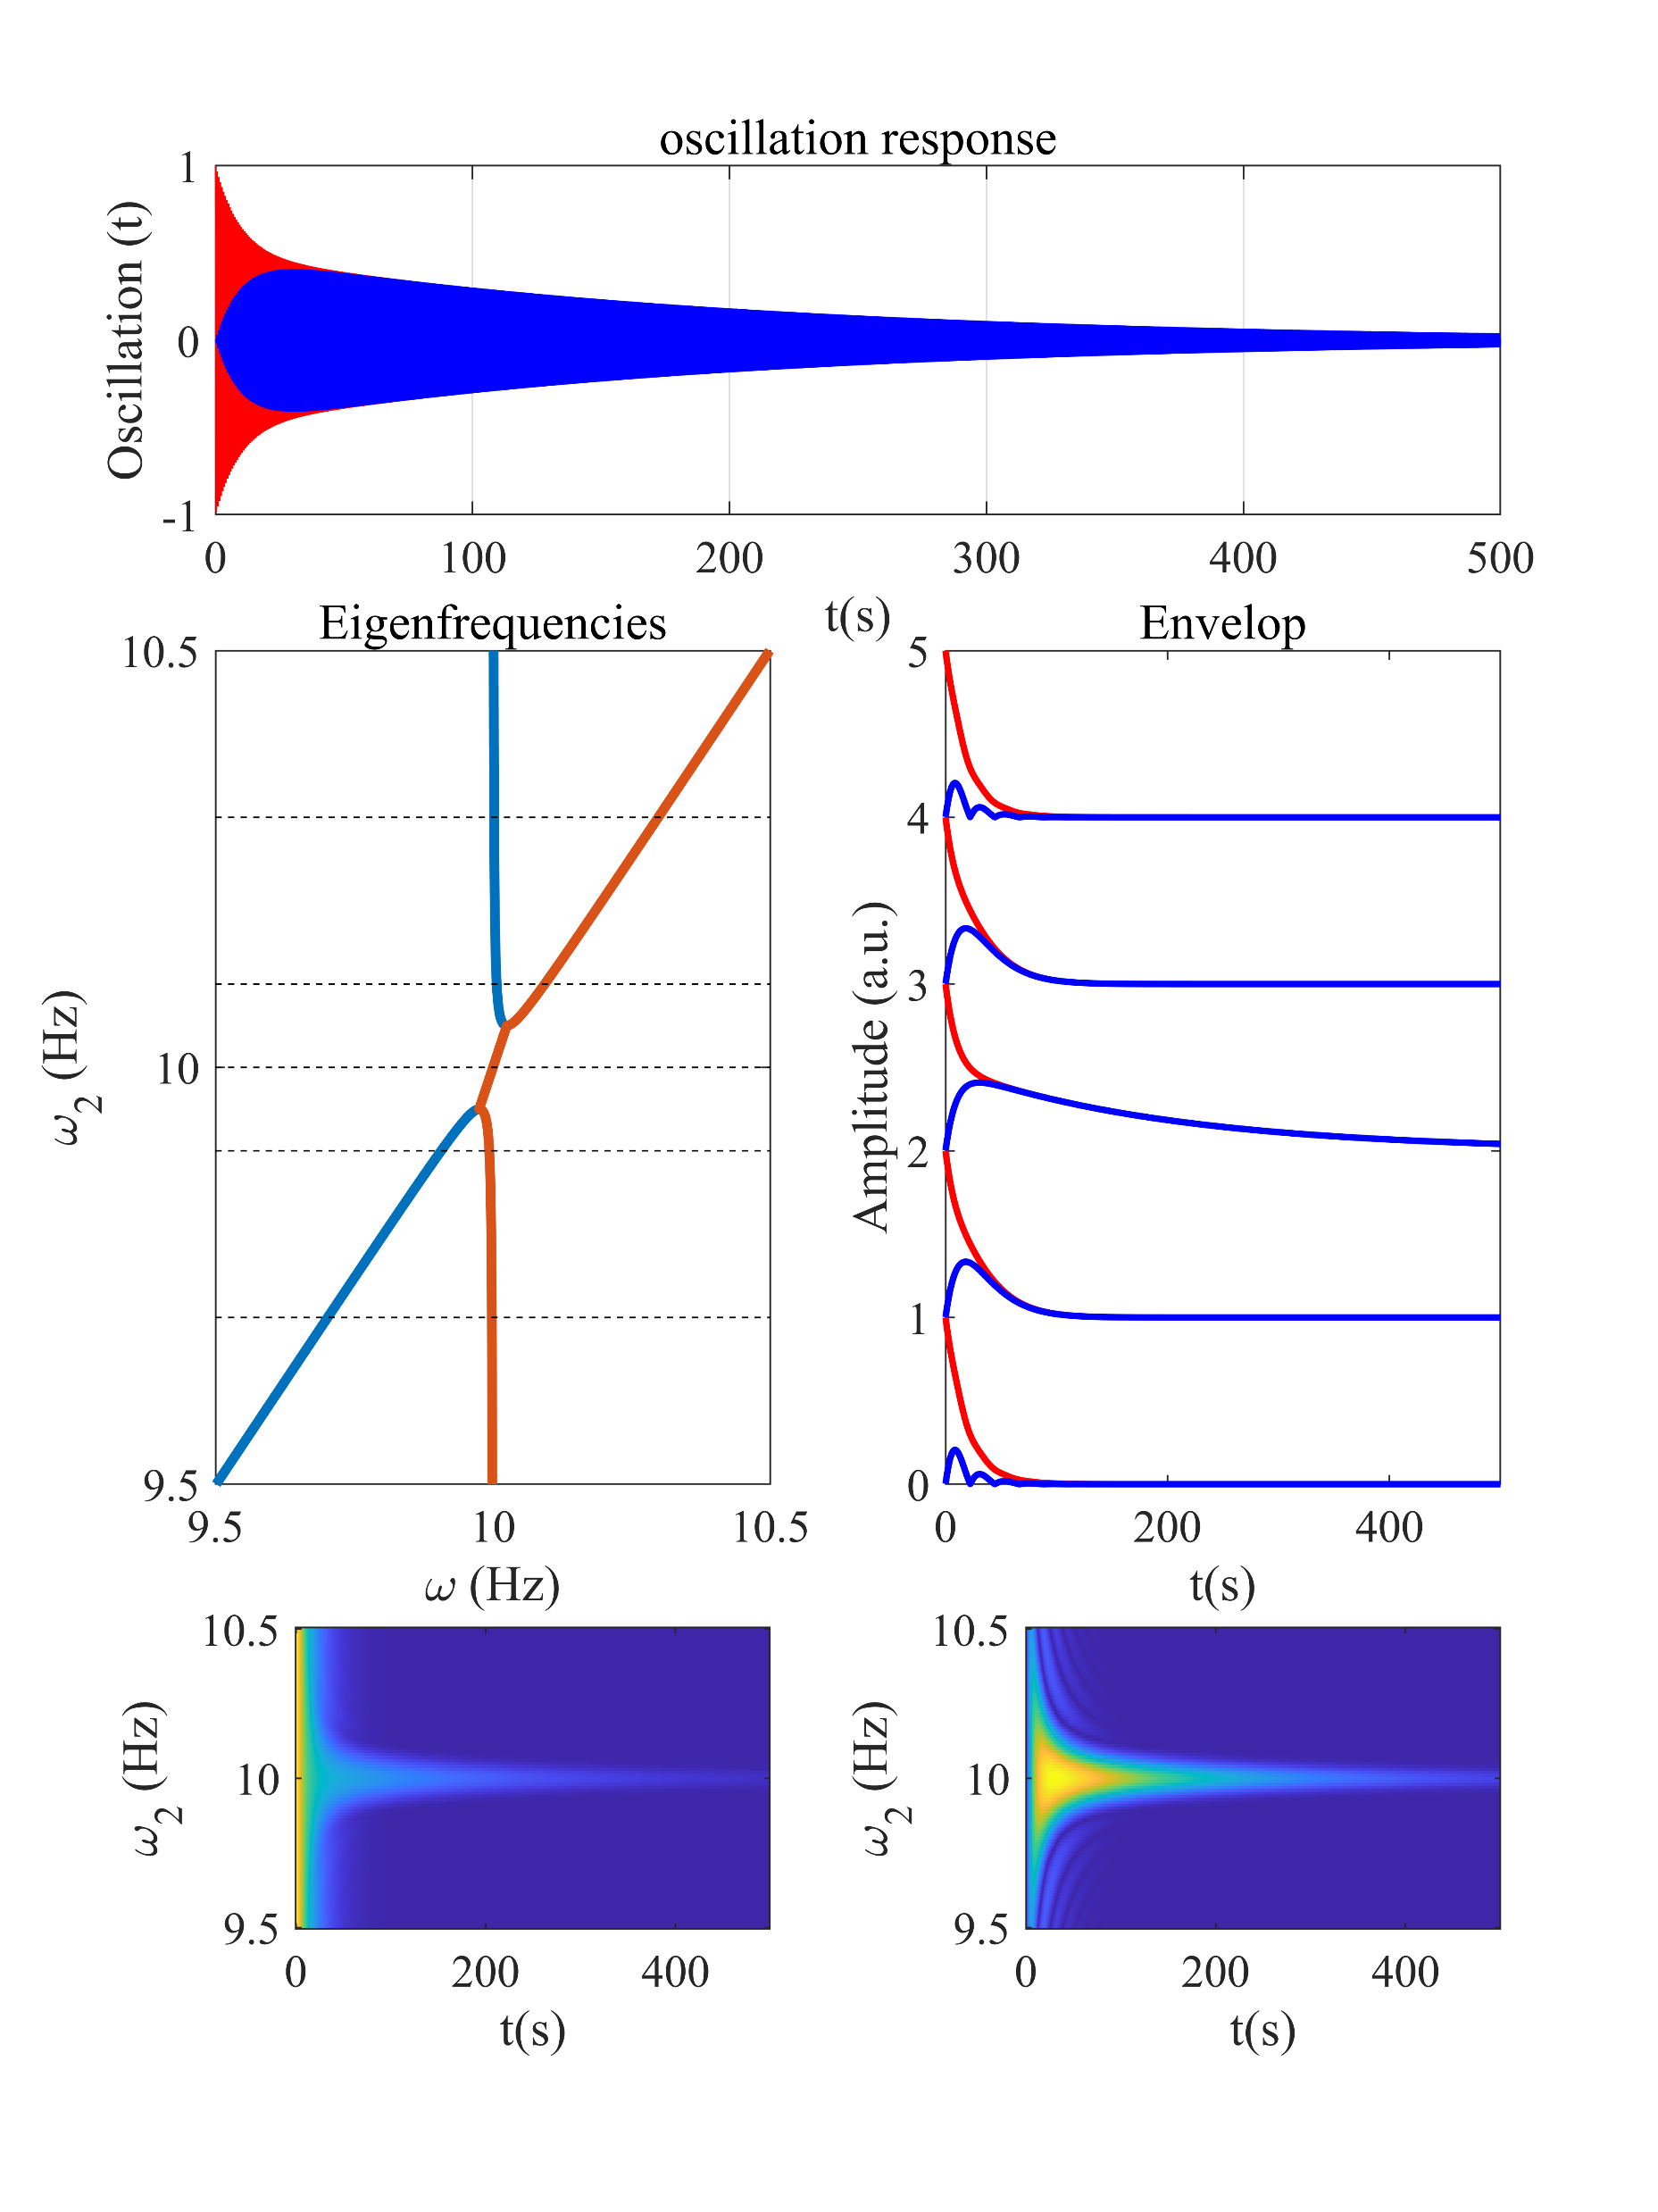 oscillation response
Oscillation (t)
1
0
-1
0 100 200 300 400 500
t(s)
Eigenfrequencies
ω2 (Hz)
10.5
10
9.5
9.5 10 10.5
ω (Hz)
Envelop
Amplitude (a.u.)
5
4
3
2
1
0
0 200 400
t(s)
ω2 (Hz)
10.5
10
9.5
0 200 400
t(s)
ω2 (Hz)
10.5
10
9.5
0 200 400
t(s)